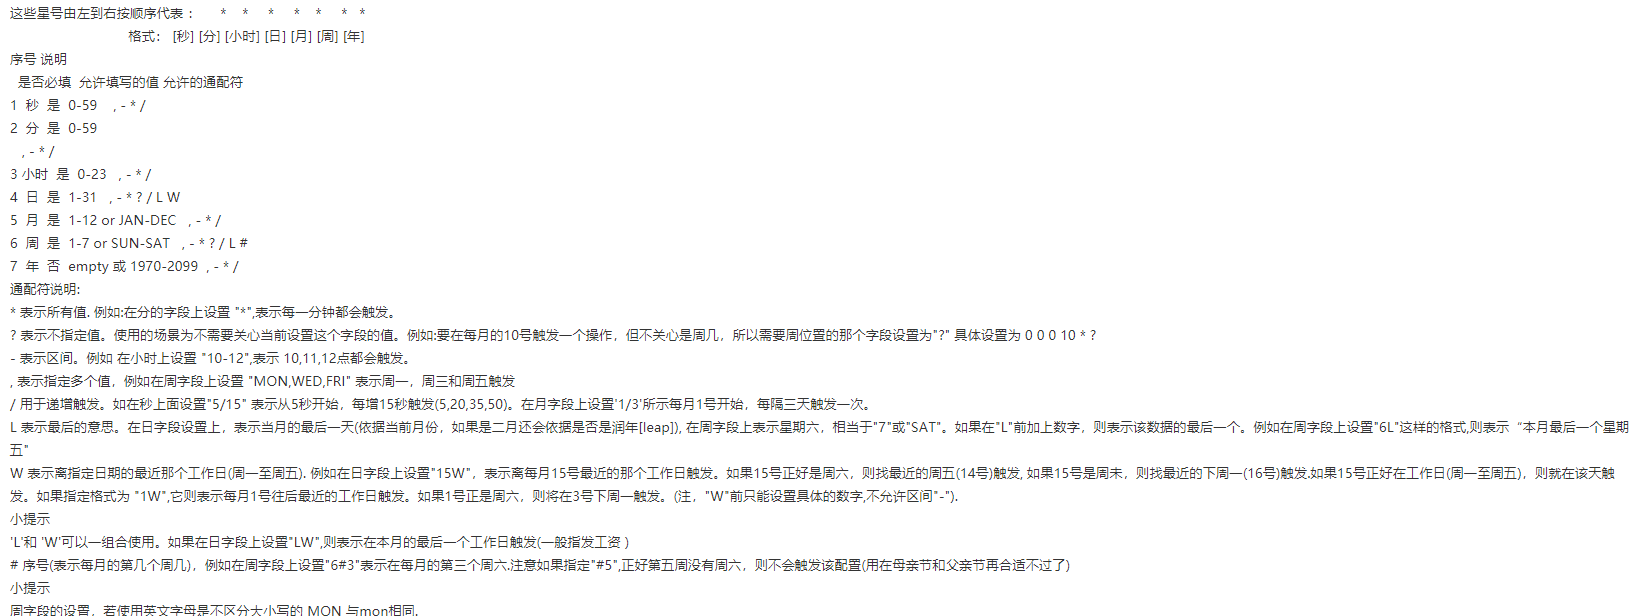 这些星号由左到右按顺序代表 ：     *    *     *     *    *     *   *
格式： [秒] [分] [小时] [日] [月] [周] [年]
序号 说明
是否必填  允许填写的值 允许的通配符
1  秒  是  0-59    , - * /
2  分  是  0-59
, - * /
3 小时  是  0-23   , - * /
4  日  是  1-31   , - * ? / L W
5  月  是  1-12 or JAN-DEC   , - * /
6  周  是  1-7 or SUN-SAT   , - * ? / L #
7  年  否  empty 或 1970-2099  , - * /
通配符说明:
* 表示所有值. 例如:在分的字段上设置 "*",表示每一分钟都会触发。
? 表示不指定值。使用的场景为不需要关心当前设置这个字段的值。例如:要在每月的10号触发一个操作，但不关心是周几，所以需要周位置的那个字段设置为"?" 具体设置为 0 0 0 10 * ?
- 表示区间。例如 在小时上设置 "10-12",表示 10,11,12点都会触发。
, 表示指定多个值，例如在周字段上设置 "MON,WED,FRI" 表示周一，周三和周五触发
/ 用于递增触发。如在秒上面设置"5/15" 表示从5秒开始，每增15秒触发(5,20,35,50)。在月字段上设置'1/3'所示每月1号开始，每隔三天触发一次。
L 表示最后的意思。在日字段设置上，表示当月的最后一天(依据当前月份，如果是二月还会依据是否是润年[leap]), 在周字段上表示星期六，相当于"7"或"SAT"。如果在"L"前加上数字，则表示该数据的最后一个。例如在周字段上设置"6L"这样的格式,则表示“本月最后一个星期
五"
W 表示离指定日期的最近那个工作日(周一至周五). 例如在日字段上设置"15W"，表示离每月15号最近的那个工作日触发。如果15号正好是周六，则找最近的周五(14号)触发, 如果15号是周未，则找最近的下周一(16号)触发.如果15号正好在工作日(周一至周五)，则就在该天触
发。如果指定格式为 "1W",它则表示每月1号往后最近的工作日触发。如果1号正是周六，则将在3号下周一触发。(注，"W"前只能设置具体的数字,不允许区间"-").
小提示
'L'和 'W'可以一组合使用。如果在日字段上设置"LW",则表示在本月的最后一个工作日触发(一般指发工资 )
# 序号(表示每月的第几个周几)，例如在周字段上设置"6#3"表示在每月的第三个周六.注意如果指定"#5",正好第五周没有周六，则不会触发该配置(用在母亲节和父亲节再合适不过了)
小提示
周字段的设置，若使用英文字母是不区分大小写的 MON 与mon相同.